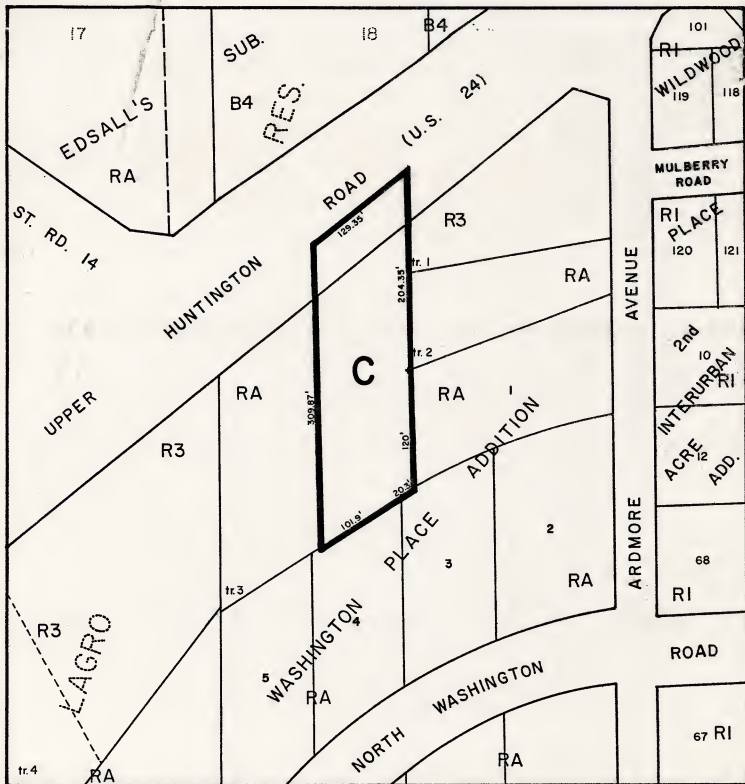 17
18
B4
101
R1
WILDWOOD
119
118
SUB.
EDSALL'S
B4
RES.
RA
(U.S. 24)
MULBERRY
ROAD
ROAD
129.35'
R3
R1
PLACE
120
121
ST. RD. 14
tr. 1
204.35'
RA
AVENUE
HUNTINGTON
UPPER
tr. 2
C
RA
1
2nd
10
R1
INTERURBAN
309.87'
RA
R3
120'
20.3'
101.9'
ADDITION
ACRE
12
ADD.
PLACE
3
2
RA
ARDMORE
68
R1
tr.3
R3
LAGRO
WASHINGTON
4
5
RA
NORTH WASHINGTON ROAD
67 R1
tr.4
RA
RA